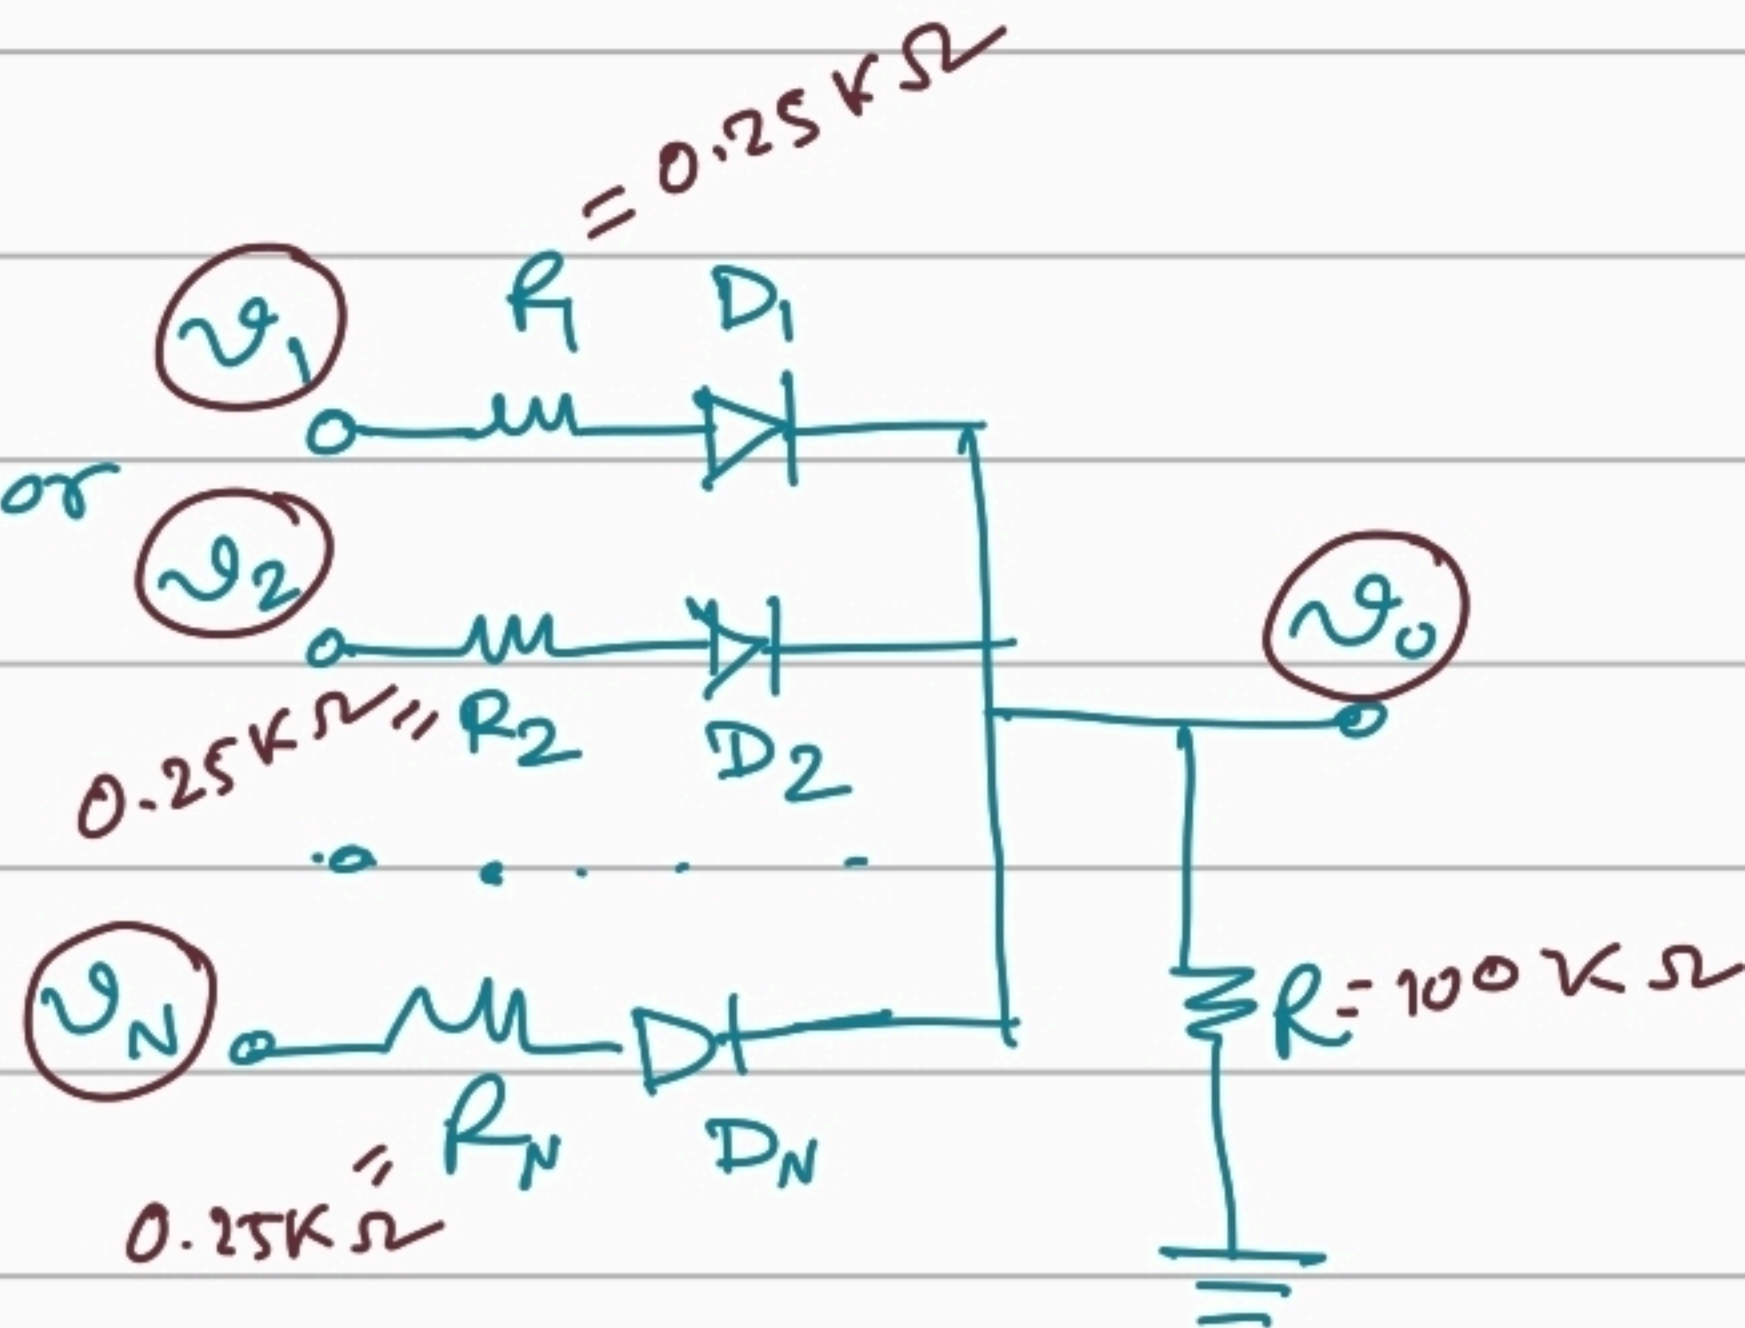 = 0.25 KΩ
R1 D1
v1
or
v2
vo
0.25KΩ = R2 D2
vN
R = 100 KΩ
RN DN
=
0.25KΩ